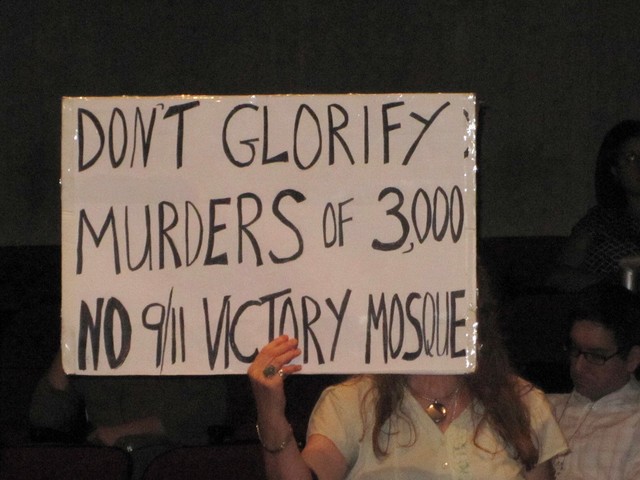 DON'T GLORIFY:
MURDERS OF 3,000
NO 9/11 VICTORY MOSQUE